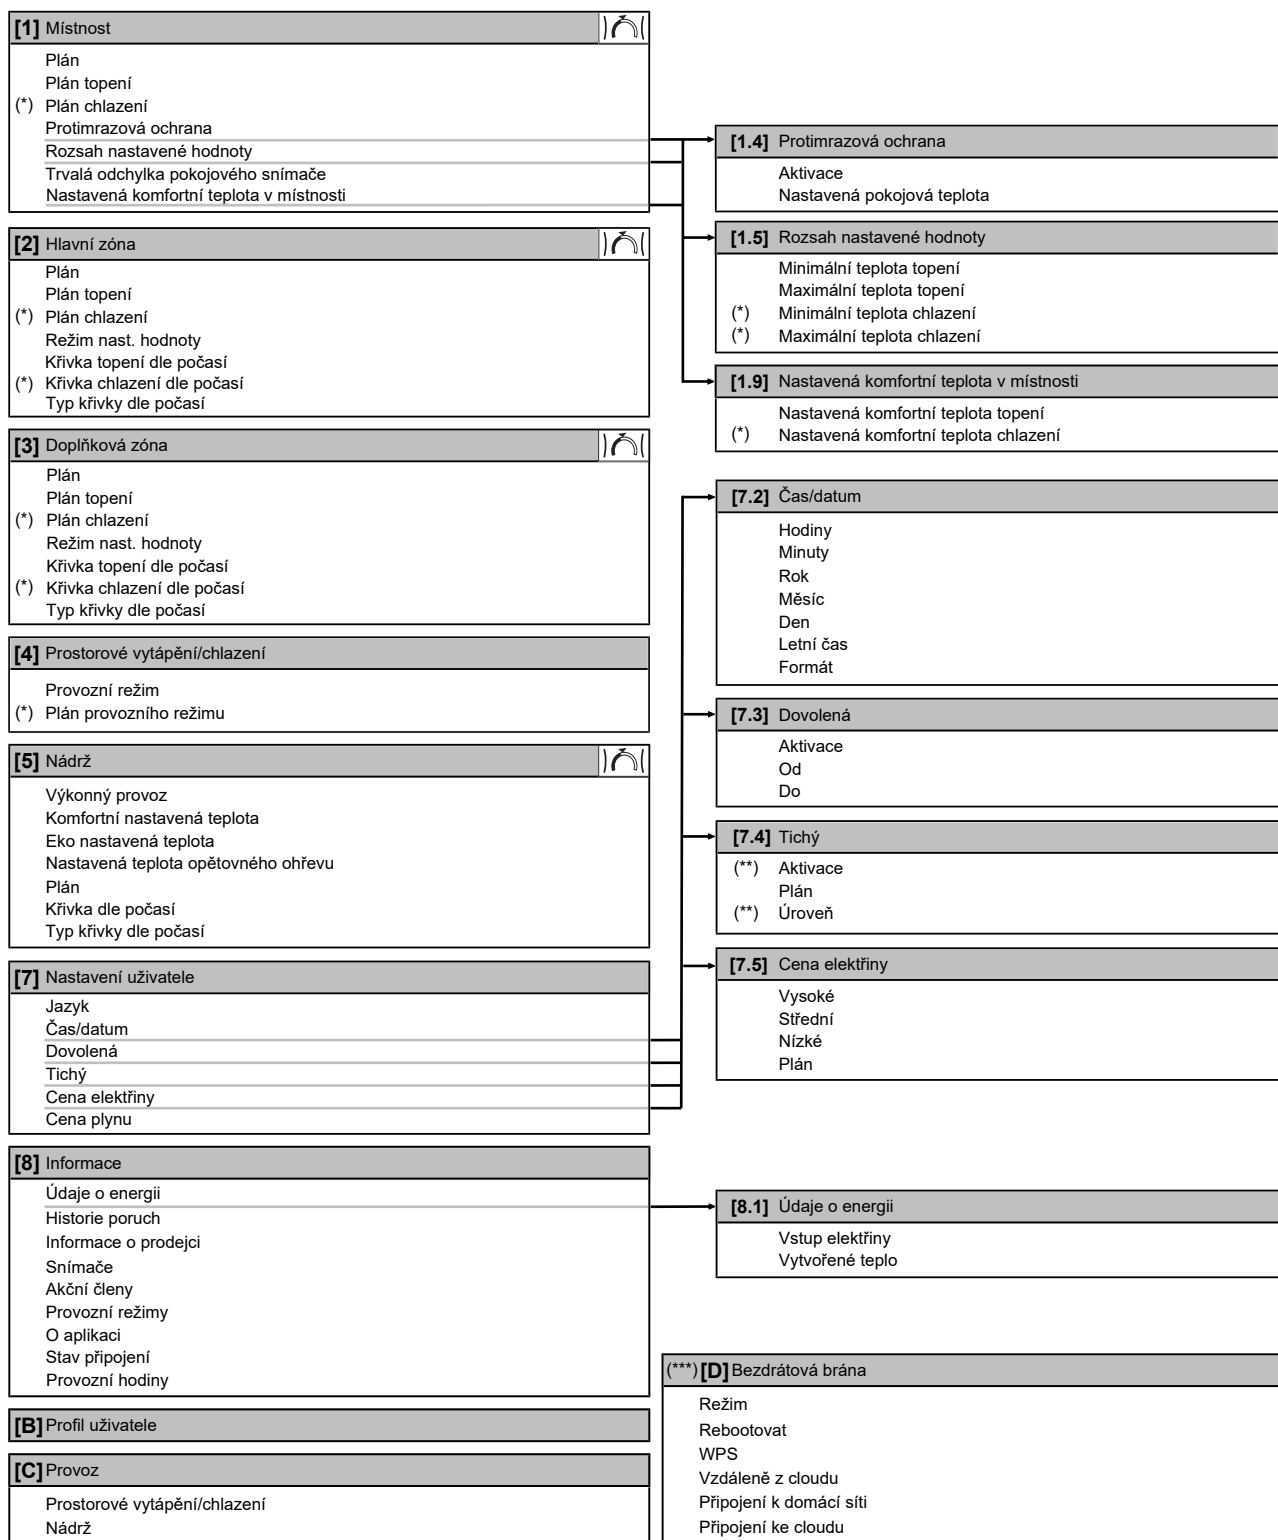 [1] Místnost
Plán
Plán topení
(*) Plán chlazení
Protimrazová ochrana
Rozsah nastavené hodnoty
Trvalá odchylka pokojového snímače
Nastavená komfortní teplota v místnosti
[1.4] Protimrazová ochrana
Aktivace
Nastavená pokojová teplota
[1.5] Rozsah nastavené hodnoty
Minimální teplota topení
Maximální teplota topení
(*) Minimální teplota chlazení
(*) Maximální teplota chlazení
[1.9] Nastavená komfortní teplota v místnosti
Nastavená komfortní teplota topení
(*) Nastavená komfortní teplota chlazení
[2] Hlavní zóna
Plán
Plán topení
(*) Plán chlazení
Režim nast. hodnoty
Křivka topení dle počasí
(*) Křivka chlazení dle počasí
Typ křivky dle počasí
[3] Doplňková zóna
Plán
Plán topení
(*) Plán chlazení
Režim nast. hodnoty
Křivka topení dle počasí
(*) Křivka chlazení dle počasí
Typ křivky dle počasí
[4] Prostorové vytápění/chlazení
Provozní režim
(*) Plán provozního režimu
[5] Nádrž
Výkonný provoz
Komfortní nastavená teplota
Eko nastavená teplota
Nastavená teplota opětovného ohřevu
Plán
Křivka dle počasí
Typ křivky dle počasí
[7] Nastavení uživatele
Jazyk
Čas/datum
Dovolená
Tichý
Cena elektřiny
Cena plynu
[7.2] Čas/datum
Hodiny
Minuty
Rok
Měsíc
Den
Letní čas
Formát
[7.3] Dovolená
Aktivace
Od
Do
[7.4] Tichý
(**) Aktivace
Plán
(**) Úroveň
[7.5] Cena elektřiny
Vysoké
Střední
Nízké
Plán
[8] Informace
Údaje o energii
Historie poruch
Informace o prodejci
Snímače
Akční členy
Provozní režimy
O aplikaci
Stav připojení
Provozní hodiny
[8.1] Údaje o energii
Vstup elektřiny
Vytvořené teplo
[B] Profil uživatele
[C] Provoz
Prostorové vytápění/chlazení
Nádrž
(***) [D] Bezdrátová brána
Režim
Rebootovat
WPS
Vzdáleně z cloudu
Připojení k domácí síti
Připojení ke cloudu